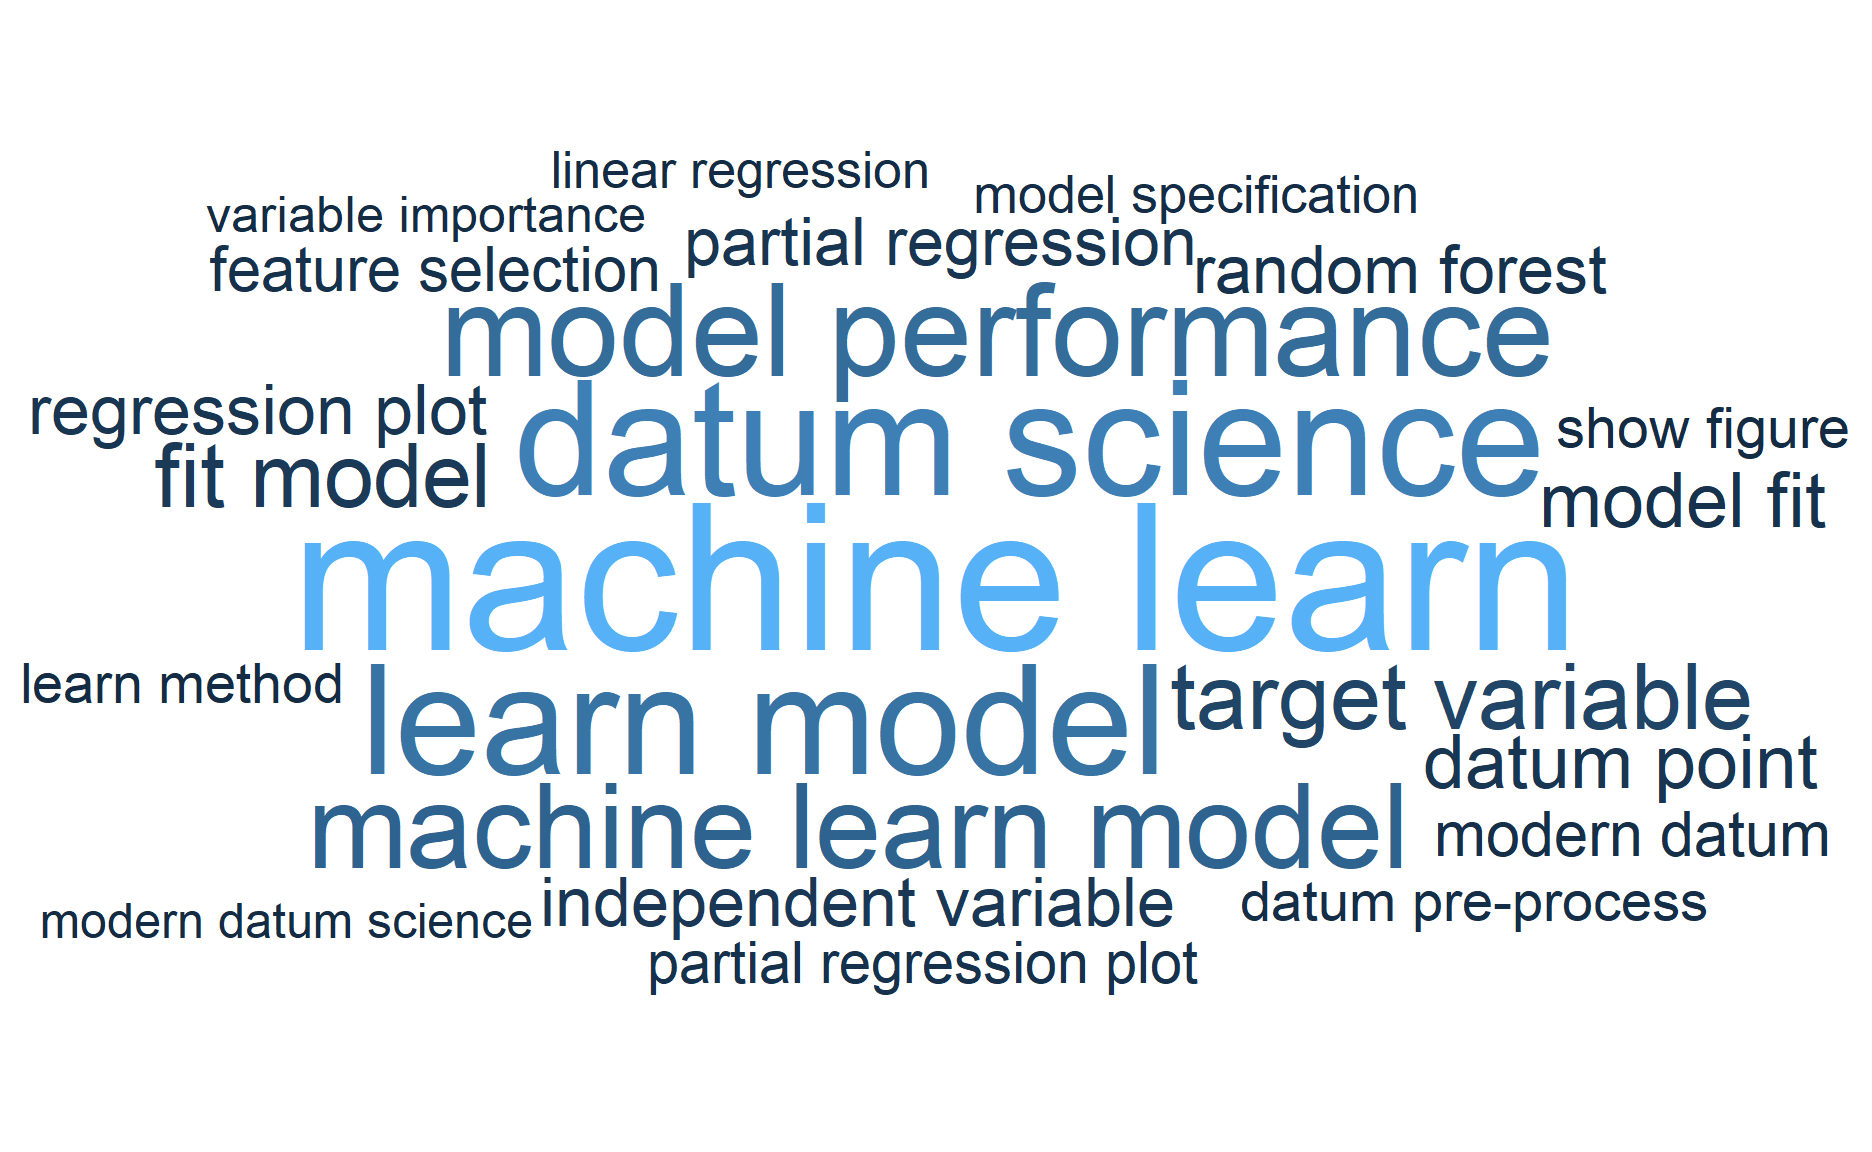 linear regression
model specification
variable importance
partial regression
feature selection
random forest
model performance
regression plot
datum science
show figure
fit model
model fit
machine learn
learn method
learn model
target variable
datum point
machine learn model
modern datum
independent variable
datum pre-process
modern datum science
partial regression plot